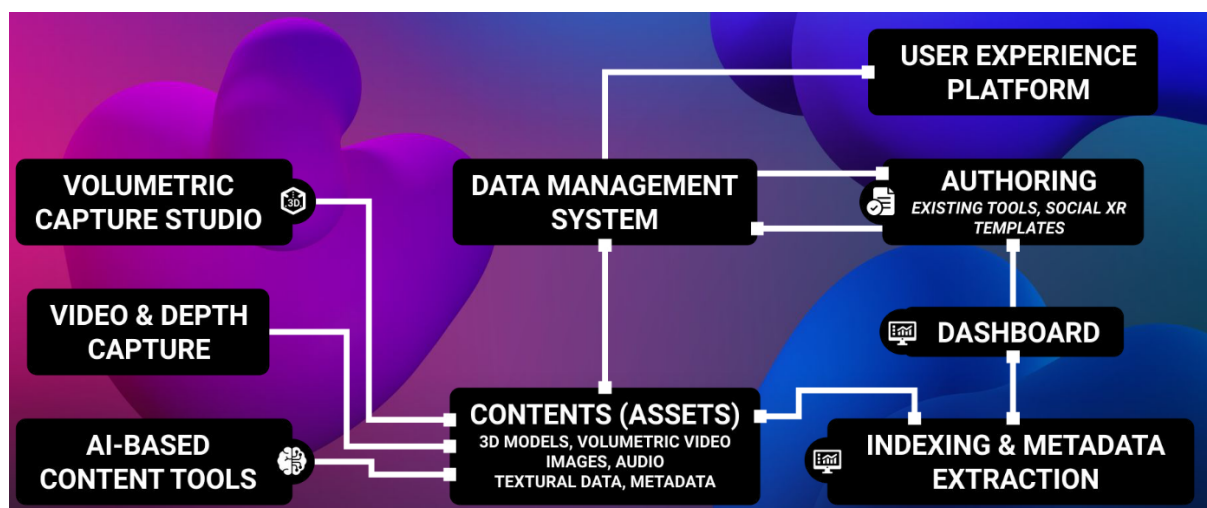 USER EXPERIENCE
PLATFORM
VOLUMETRIC
CAPTURE STUDIO
3D
DATA MANAGEMENT
SYSTEM
AUTHORING
EXISTING TOOLS, SOCIAL XR
TEMPLATES
VIDEO & DEPTH
CAPTURE
DASHBOARD
AI-BASED
CONTENT TOOLS
CONTENTS (ASSETS)
3D MODELS, VOLUMETRIC VIDEO
IMAGES, AUDIO
TEXTURAL DATA, METADATA
INDEXING & METADATA
EXTRACTION